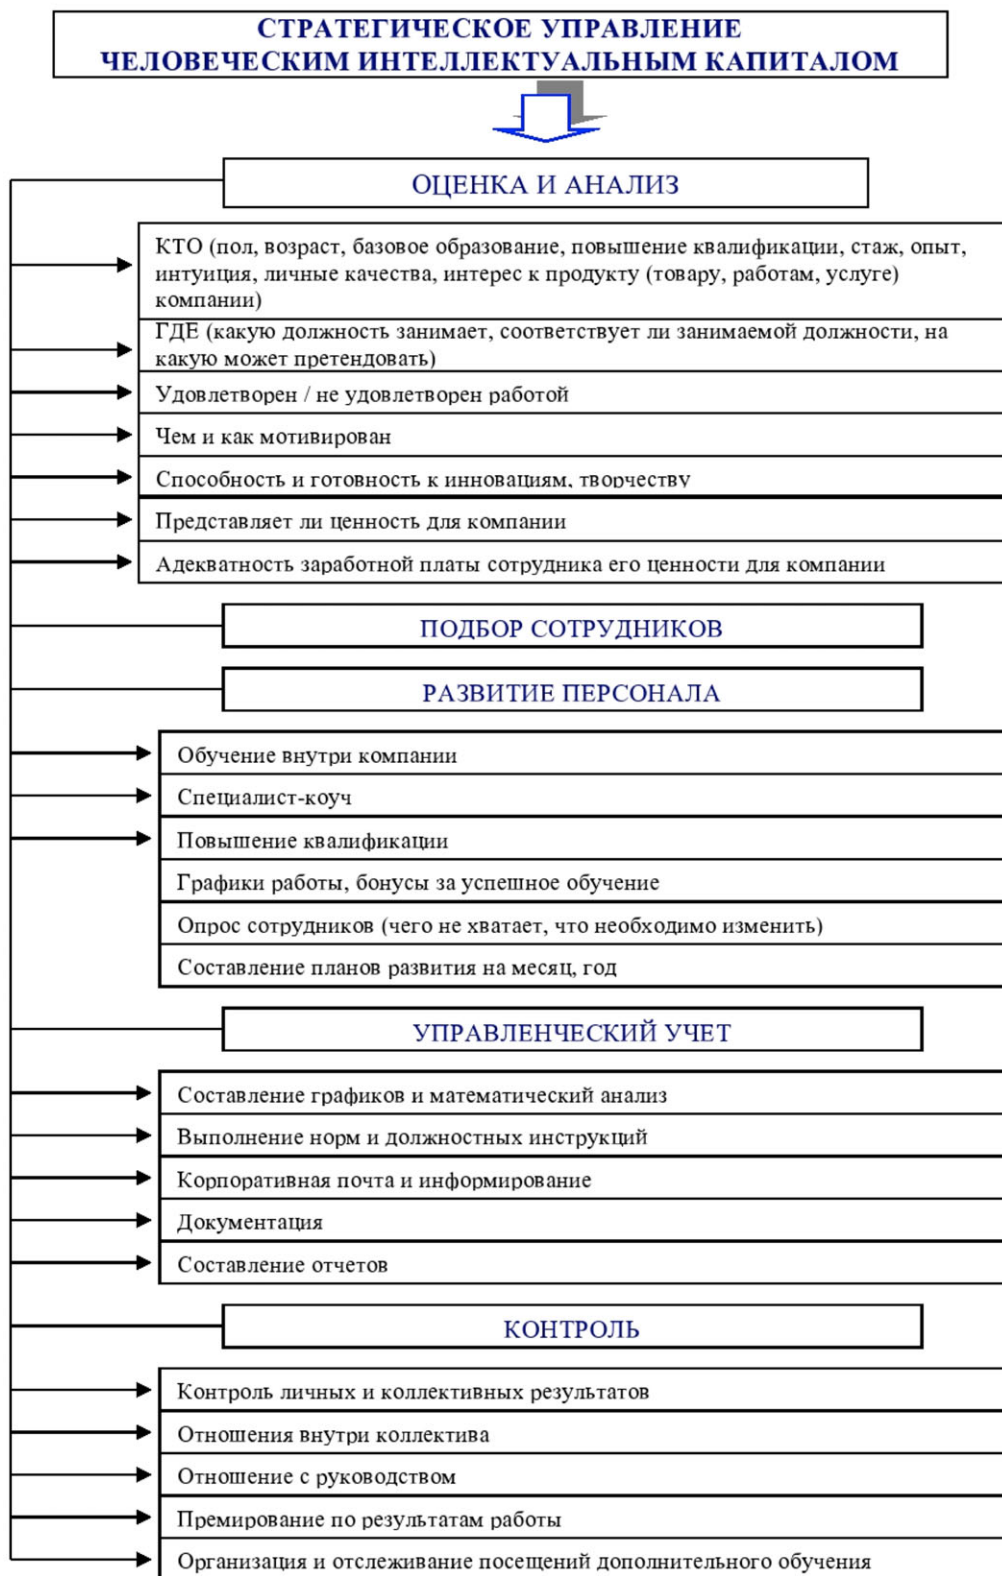 СТРАТЕГИЧЕСКОЕ УПРАВЛЕНИЕ
ЧЕЛОВЕЧЕСКИМ ИНТЕЛЛЕКТУАЛЬНЫМ КАПИТАЛОМ
ОЦЕНКА И АНАЛИЗ
КТО (пол, возраст, базовое образование, повышение квалификации, стаж, опыт,
интуиция, личные качества, интерес к продукту (товару, работам, услуге)
компании)
ГДЕ (какую должность занимает, соответствует ли занимаемой должности, на
какую может претендовать)
Удовлетворен / не удовлетворен работой
Чем и как мотивирован
Способность и готовность к инновациям, творчеству
Представляет ли ценность для компании
Адекватность заработной платы сотрудника его ценности для компании
ПОДБОР СОТРУДНИКОВ
РАЗВИТИЕ ПЕРСОНАЛА
Обучение внутри компании
Специалист-коуч
Повышение квалификации
Графики работы, бонусы за успешное обучение
Опрос сотрудников (чего не хватает, что необходимо изменить)
Составление планов развития на месяц, год
УПРАВЛЕНЧЕСКИЙ УЧЕТ
Составление графиков и математический анализ
Выполнение норм и должностных инструкций
Корпоративная почта и информирование
Документация
Составление отчетов
КОНТРОЛЬ
Контроль личных и коллективных результатов
Отношения внутри коллектива
Отношение с руководством
Премирование по результатам работы
Организация и отслеживание посещений дополнительного обучения